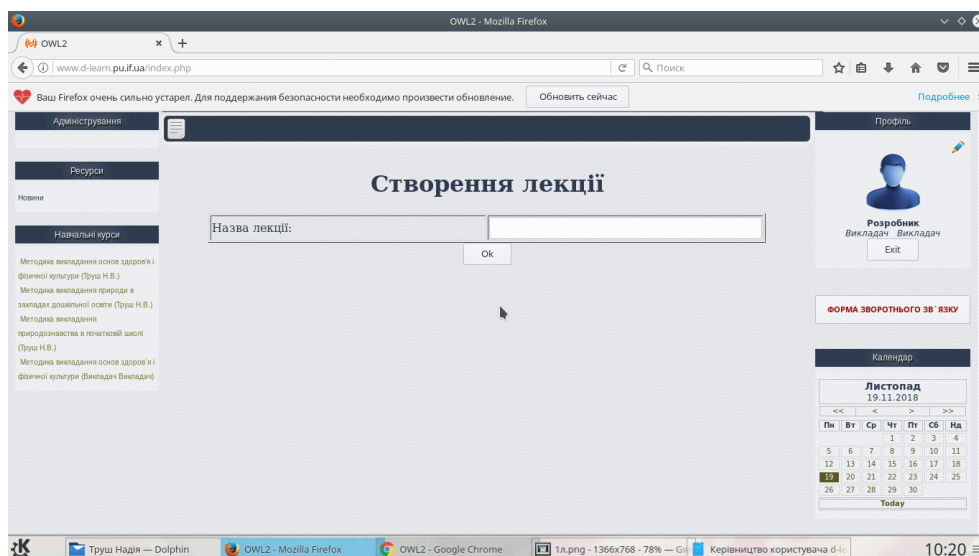 OWL2 - Mozilla Firefox
OWL2
www.d-learn.pu.if.ua/index.php
Поиск
Ваш Firefox очень сильно устарел. Для поддержания безопасности необходимо произвести обновление.
Обновить сейчас
Подробнее
Адміністрування
Ресурси
Новини
Навчальні курси
Методика викладання основ здоров'я і
фізичної культури (Труш Н.В.)
Методика викладання природи в
закладах дошкільної освіти (Труш Н.В.)
Методика викладання
природознавства в початковій школі
(Труш Н.В.)
Методика викладання основ здоров`я і
фізичної культури (Викладач Викладач)
Створення лекції
Назва лекції:
Ok
Профіль
Розробник
Викладач Викладач
Exit
ФОРМА ЗВОРОТНЬОГО ЗВ`ЯЗКУ
Календар
Листопад
19.11.2018
<< < > >>
Пн Вт Ср Чт Пт Сб Нд
1 2 3 4
5 6 7 8 9 10 11
12 13 14 15 16 17 18
19 20 21 22 23 24 25
26 27 28 29 30
Today
Труш Надія — Dolphin
OWL2 - Mozilla Firefox
OWL2 - Google Chrome
1л.png - 1366x768 - 78% —
Керівництво користувача
10:20